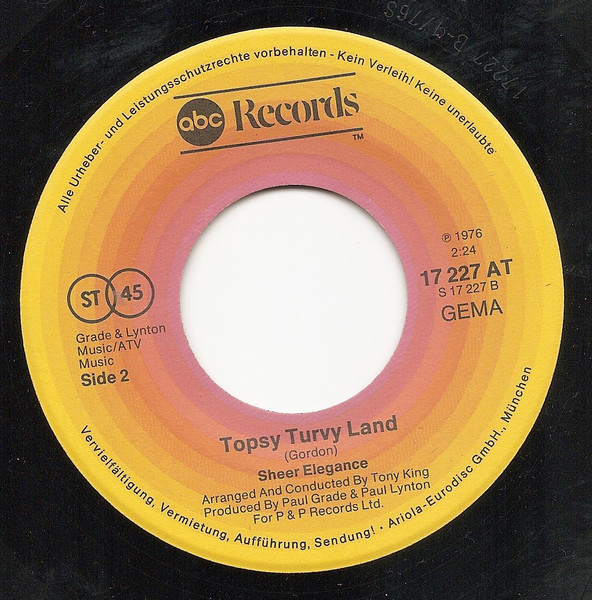 Alle Urheber- und Leistungsschutzrechte vorbehalten - Kein Verleih! Keine unerlaubte
abc Records
TM
℗ 1976
2:24
17 227 AT
S 17 227 B
GEMA
ST 45
Grade & Lynton
Music/ATV
Music
Side 2
Topsy Turvy Land
(Gordon)
Sheer Elegance
Arranged And Conducted By Tony King
Produced By Paul Grade & Paul Lynton
For P & P Records Ltd.
Vervielfältigung, Vermietung, Aufführung, Sendung! · Ariola-Eurodisc GmbH., München